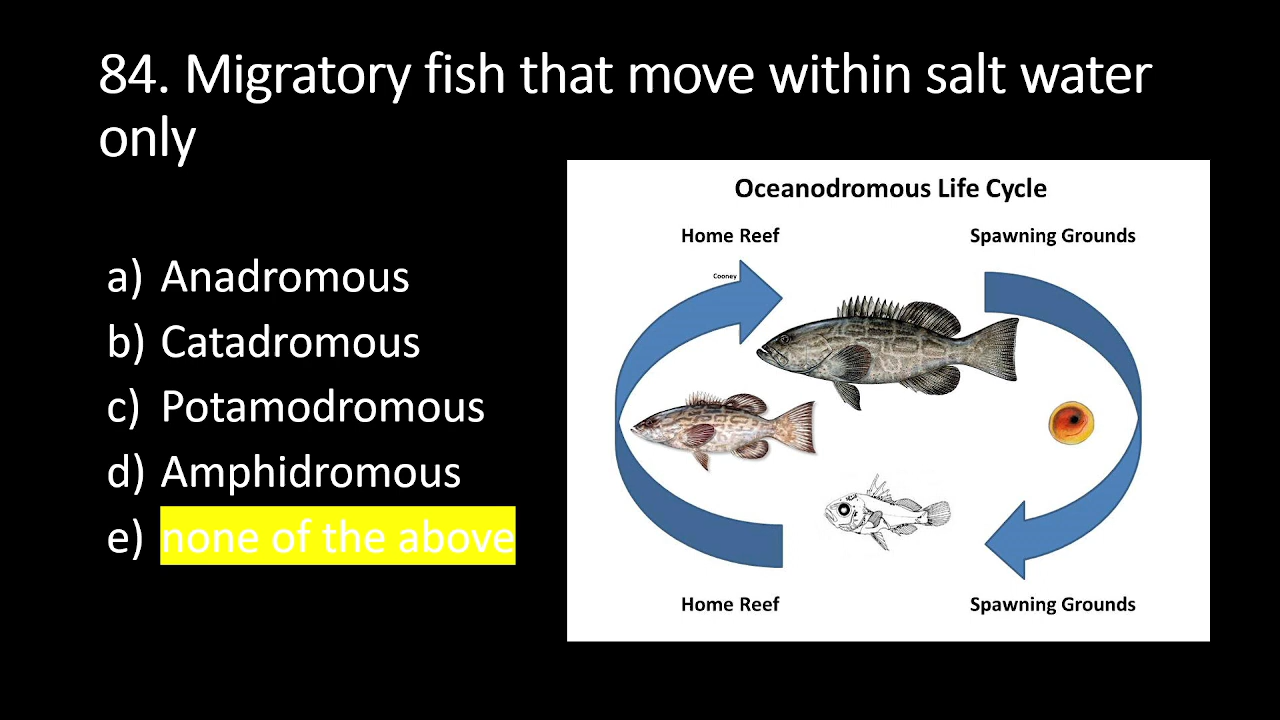 84. Migratory fish that move within salt water
only
a) Anadromous
b) Catadromous
c) Potamodromous
d) Amphidromous
e) none of the above
Oceanodromous Life Cycle
Home Reef
Spawning Grounds
Cooney
Home Reef
Spawning Grounds